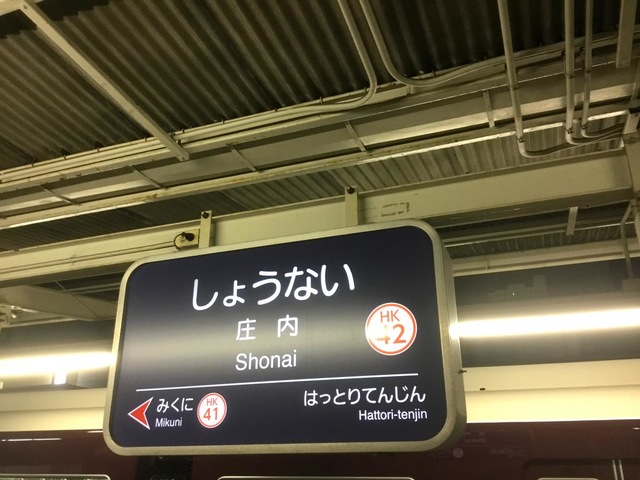 しょうない
庄内
HK
42
Shonai
みくに
Mikuni
HK
41
はっとりてんじん
Hattori-tenjin